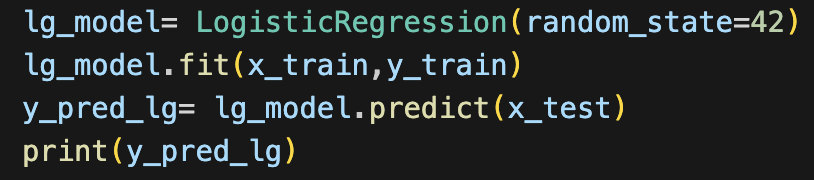 lg_model= LogisticRegression(random_state=42)
lg_model.fit(x_train,y_train)
y_pred_lg= lg_model.predict(x_test)
print(y_pred_lg)